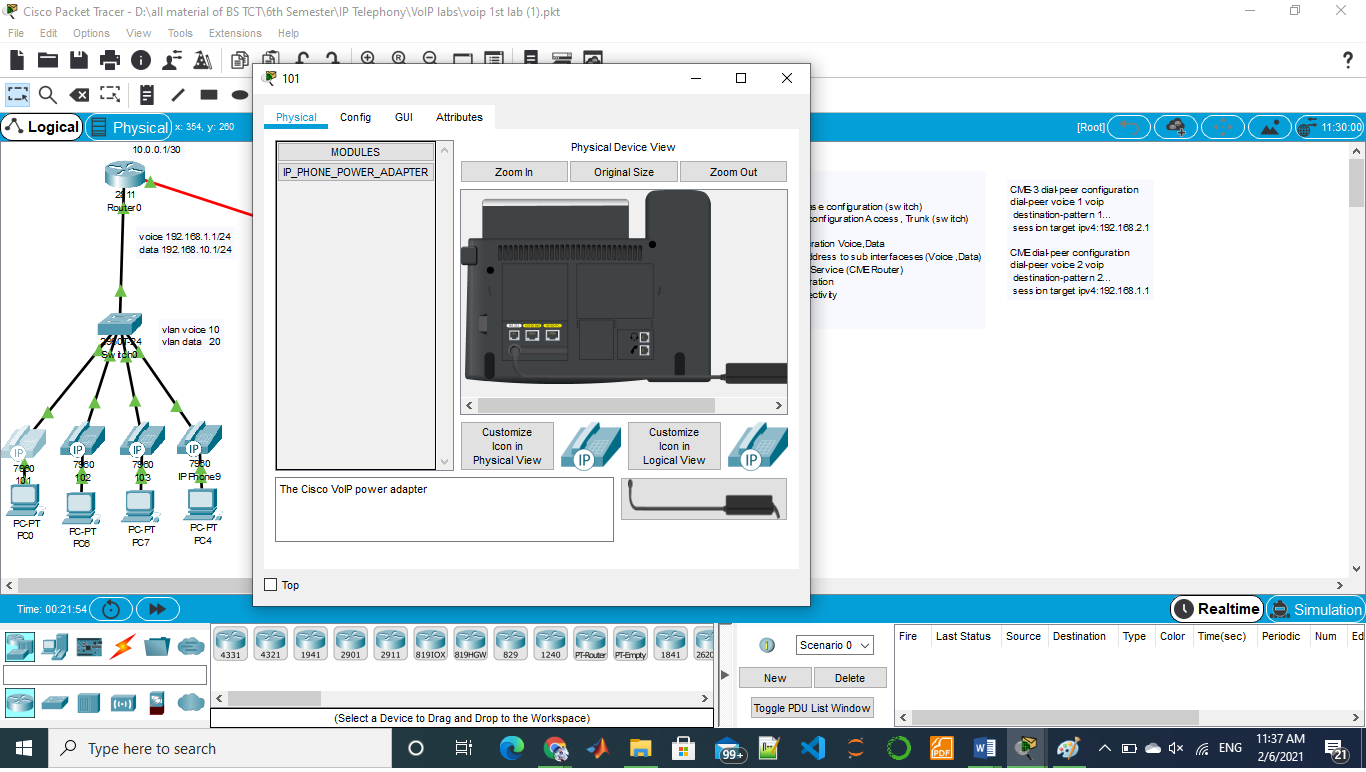 Cisco Packet Tracer - D:\all material of BS TCT\6th Semester\IP Telephony\VoIP labs\voip 1st lab (1).pkt
File Edit Options View Tools Extensions Help
?
101
Logical Physical x: 354, y: 260
[Root] 11:30:00
Physical Config GUI Attributes
MODULES
IP_PHONE_POWER_ADAPTER
Physical Device View
Zoom In Original Size Zoom Out
Customize
Icon in
Physical View
IP
Customize
Icon in
Logical View
IP
The Cisco VoIP power adapter
Top
10.0.0.1/30
2811
Router0
voice 192.168.1.1/24
data 192.168.10.1/24
2950T-24
Switch0
vlan voice 10
vlan data 20
IP IP IP IP
7960 7960 7960 7960
101 102 103 IP Phone9
PC-PT
PC0
PC-PT
PC6
PC-PT
PC7
PC-PT
PC4
se configuration (switch)
configuration Access , Trunk (switch)
ration Voice,Data
ddress to sub interfaceses (Voice ,Data)
Service (CME Router)
ration
ectivity
CME-3 dial-peer configuration
dial-peer voice 1 voip
destination-pattern 1...
session target ipv4:192.168.2.1
CME dial-peer configuration
dial-peer voice 2 voip
destination-pattern 2...
session target ipv4:192.168.1.1
Time: 00:21:54
Realtime Simulation
4331 4321 1941 2901 2911 819IOX 819HGW 829 1240 PT-Router PT-Empty 1841 2620
(Select a Device to Drag and Drop to the Workspace)
Scenario 0
New Delete
Toggle PDU List Window
Fire Last Status Source Destination Type Color Time(sec) Periodic Num Ed
Type here to search
99+
PDF
ENG
11:37 AM
2/6/2021
21